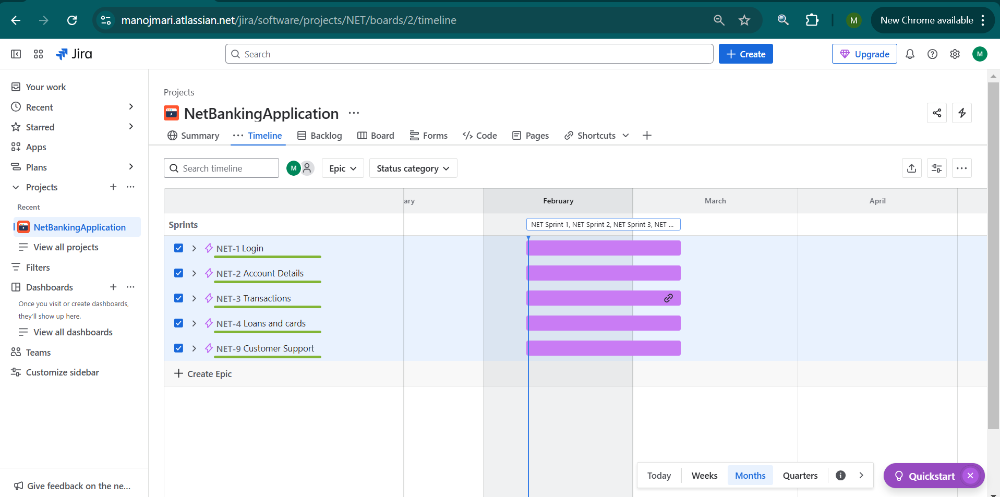 manojmari.atlassian.net/jira/software/projects/NET/boards/2/timeline
M
New Chrome available
Jira
Search
Create
Upgrade
M
Your work
Recent
Starred
Apps
Plans
Projects
Recent
NetBankingApplication
View all projects
Filters
Dashboards
Once you visit or create dashboards,
they'll show up here.
View all dashboards
Teams
Customize sidebar
Give feedback on the ne...
Projects
NetBankingApplication
Summary
Timeline
Backlog
Board
Forms
Code
Pages
Shortcuts
Search timeline
M
Epic
Status category
ary
February
March
April
Sprints
NET Sprint 1, NET Sprint 2, NET Sprint 3, NET ...
NET-1 Login
NET-2 Account Details
NET-3 Transactions
NET-4 Loans and cards
NET-9 Customer Support
Create Epic
Today
Weeks
Months
Quarters
Quickstart